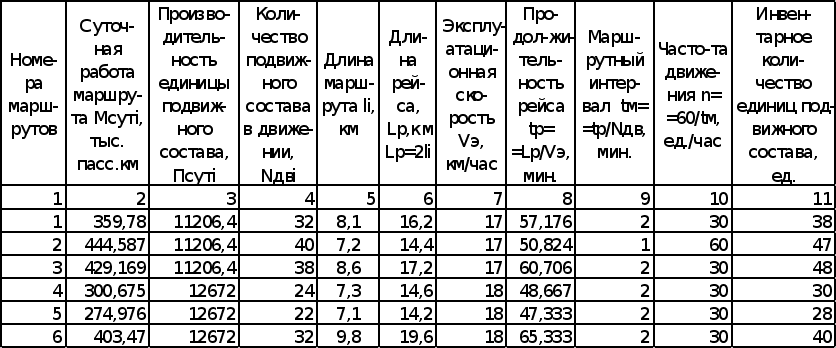 Номе-
ра
марш-
рутов
Суточ-
ная
работа
маршру-
та Mсутi,
тыс.
пасс.км
Произво-
дитель-
ность
единицы
подвиж-
ного
состава,
Псутi
Коли-
чество
подвиж-
ного
состава
в движе-
нии,
Nдвi
Длина
марш-
рута li,
км
Дли-
на
рей-
са,
Lр, км
Lр=2li
Эксплу-
атаци-
онная
ско-
рость
Vэ,
км/час
Про-
дол-жи-
тель-
ность
рейса
tр=
=Lр/Vэ,
мин.
Марш-
рутный
интер-
вал tм=
=tр/Nдв,
мин.
Часто-та
движе-
ния n=
=60/tм,
ед./час
Инвен-
тарное
коли-
чество
единиц под-
вижного
состава,
ед.
1 2 3 4 5 6 7 8 9 10 11
1 359,78 11206,4 32 8,1 16,2 17 57,176 2 30 38
2 444,587 11206,4 40 7,2 14,4 17 50,824 1 60 47
3 429,169 11206,4 38 8,6 17,2 17 60,706 2 30 48
4 300,675 12672 24 7,3 14,6 18 48,667 2 30 30
5 274,976 12672 22 7,1 14,2 18 47,333 2 30 28
6 403,47 12672 32 9,8 19,6 18 65,333 2 30 40